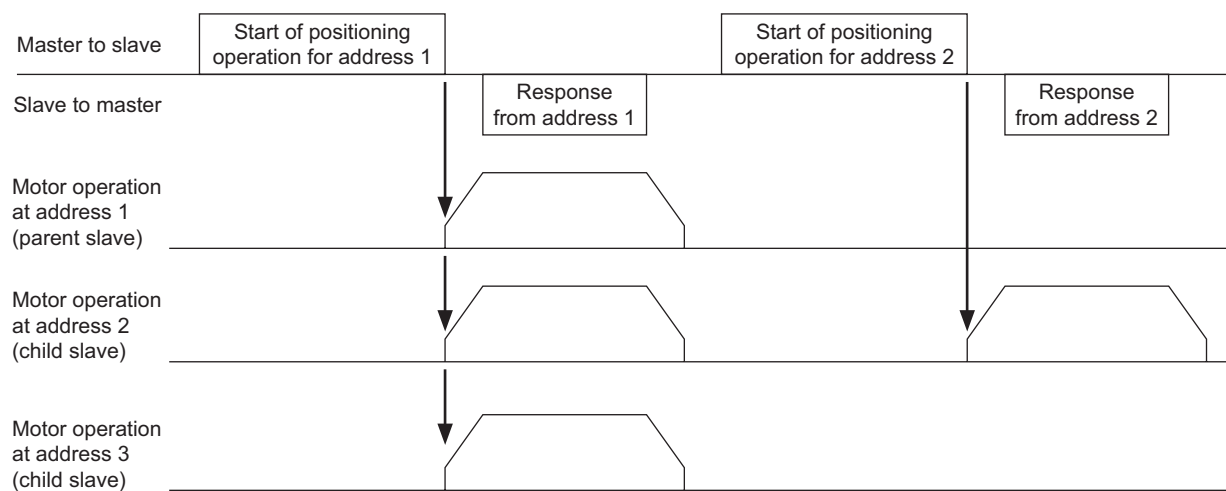 Master to slave
Start of positioning
operation for address 1
Start of positioning
operation for address 2
Slave to master
Response
from address 1
Response
from address 2
Motor operation
at address 1
(parent slave)
Motor operation
at address 2
(child slave)
Motor operation
at address 3
(child slave)